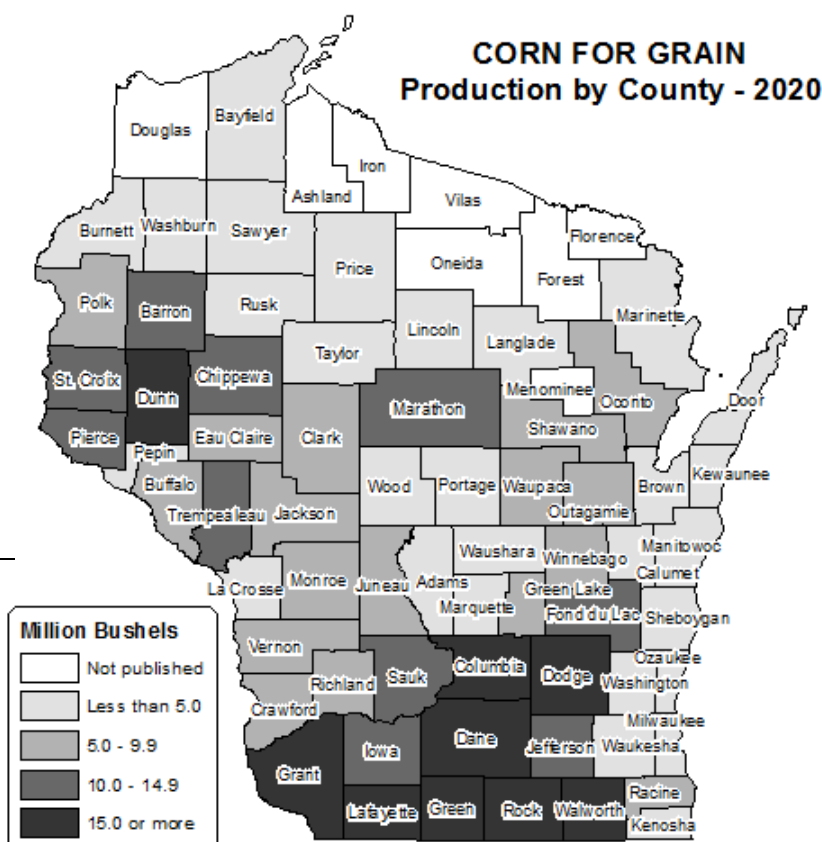 CORN FOR GRAIN
Production by County - 2020
Douglas
Bayfield
Iron
Ashland
Vilas
Florence
Burnett
Washburn
Sawyer
Price
Oneida
Forest
Polk
Barron
Rusk
Lincoln
Marinette
Taylor
Langlade
St. Croix
Dunn
Chippewa
Menominee
Oconto
Door
Marathon
Shawano
Pierce
Pepin
Eau Claire
Clark
Buffalo
Wood
Portage
Waupaca
Brown
Kewaunee
Trempealeau
Jackson
Outagamie
Waushara
Winnebago
Manitowoc
La Crosse
Monroe
Juneau
Adams
Green Lake
Calumet
Marquette
Fond du Lac
Sheboygan
Vernon
Richland
Sauk
Columbia
Dodge
Ozaukee
Washington
Crawford
Milwaukee
Iowa
Dane
Jefferson
Waukesha
Grant
Lafayette
Green
Rock
Walworth
Racine
Kenosha
Million Bushels
Not published
Less than 5.0
5.0 - 9.9
10.0 - 14.9
15.0 or more